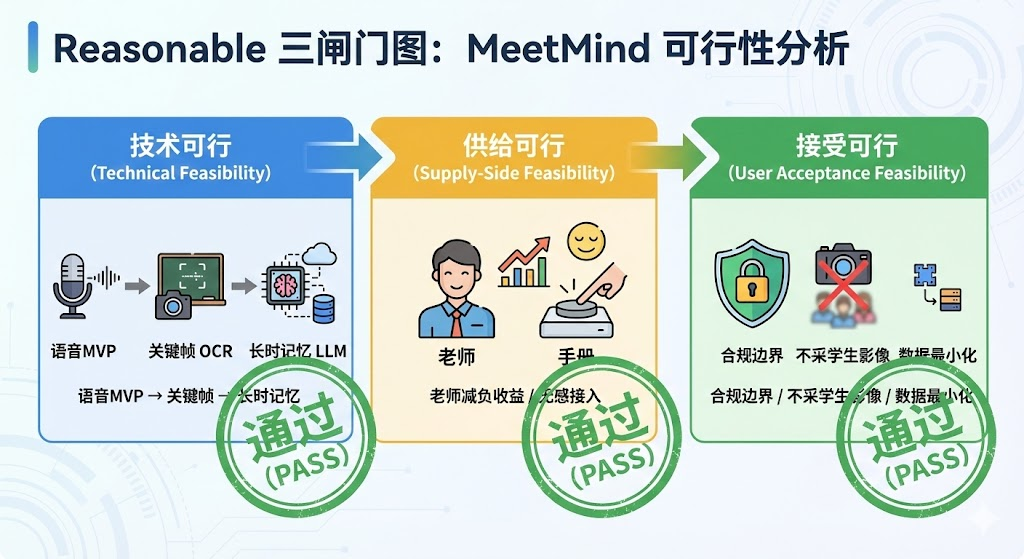 Reasonable 三闸门图：MeetMind 可行性分析
技术可行
（Technical Feasibility）
语音MVP
关键帧 OCR
长时记忆 LLM
语音MVP → 关键帧 → 长时记忆
通过
（PASS）
供给可行
（Supply-Side Feasibility）
老师
手册
老师减负收益 / 无感接入
通过
（PASS）
接受可行
（User Acceptance Feasibility）
合规边界
不采学生影像
数据最小化
合规边界 / 不采学生影像 / 数据最小化
通过
（PASS）